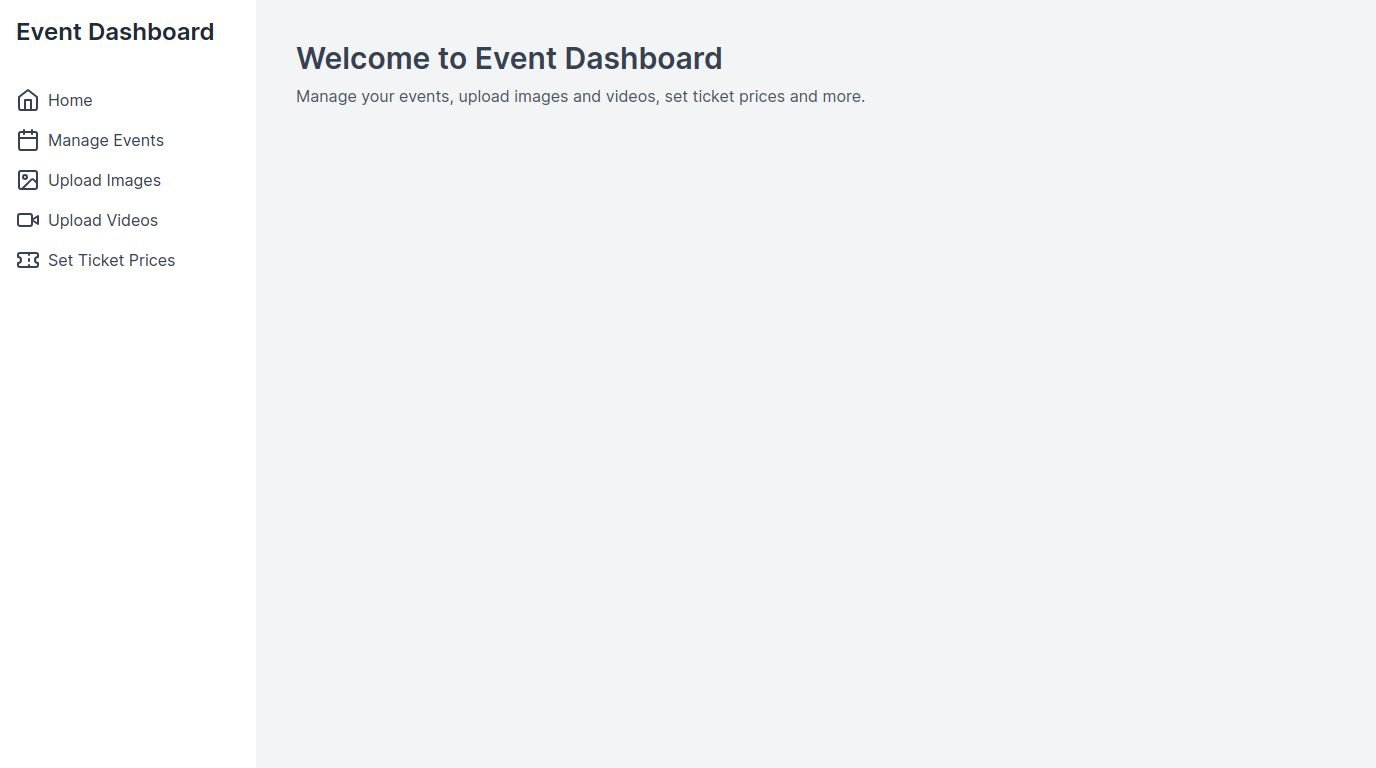 Event Dashboard
Home
Manage Events
Upload Images
Upload Videos
Set Ticket Prices
Welcome to Event Dashboard
Manage your events, upload images and videos, set ticket prices and more.